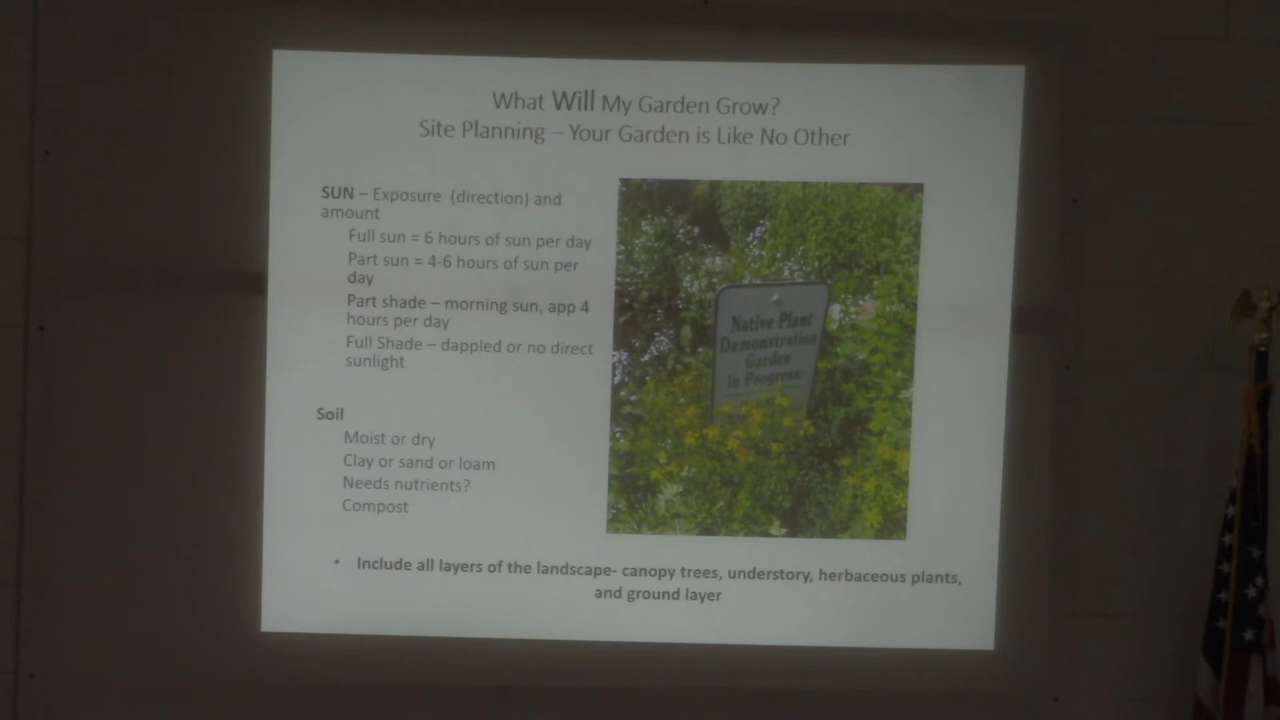 What Will My Garden Grow?
Site Planning – Your Garden is Like No Other
SUN – Exposure (direction) and
amount
Full sun = 6 hours of sun per day
Part sun = 4-6 hours of sun per
day
Part shade – morning sun, app 4
hours per day
Full Shade – dappled or no direct
sunlight
Soil
Moist or dry
Clay or sand or loam
Needs nutrients?
Compost
Native Plant
Demonstration
Garden
in Progress
• Include all layers of the landscape- canopy trees, understory, herbaceous plants,
and ground layer